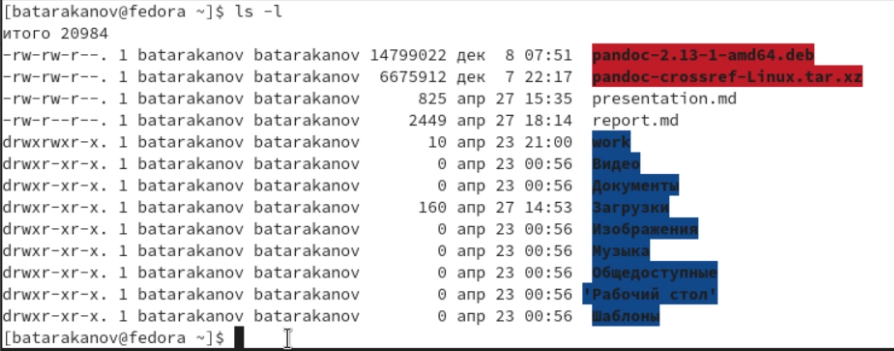 [batarakanov@fedora ~]$ ls -l
итого 20984
-rw-rw-r--. 1 batarakanov batarakanov 14799022 дек  8 07:51  pandoc-2.13-1-amd64.deb
-rw-rw-r--. 1 batarakanov batarakanov  6675912 дек  7 22:17  pandoc-crossref-Linux.tar.xz
-rw-rw-r--. 1 batarakanov batarakanov      825 апр 27 15:35  presentation.md
-rw-r--r--. 1 batarakanov batarakanov     2449 апр 27 18:14  report.md
drwxrwxr-x. 1 batarakanov batarakanov       10 апр 23 21:00  work
drwxr-xr-x. 1 batarakanov batarakanov        0 апр 23 00:56  Видео
drwxr-xr-x. 1 batarakanov batarakanov        0 апр 23 00:56  Документы
drwxr-xr-x. 1 batarakanov batarakanov      160 апр 27 14:53  Загрузки
drwxr-xr-x. 1 batarakanov batarakanov        0 апр 23 00:56  Изображения
drwxr-xr-x. 1 batarakanov batarakanov        0 апр 23 00:56  Музыка
drwxr-xr-x. 1 batarakanov batarakanov        0 апр 23 00:56  Общедоступные
drwxr-xr-x. 1 batarakanov batarakanov        0 апр 23 00:56 'Рабочий стол'
drwxr-xr-x. 1 batarakanov batarakanov        0 апр 23 00:56  Шаблоны
[batarakanov@fedora ~]$